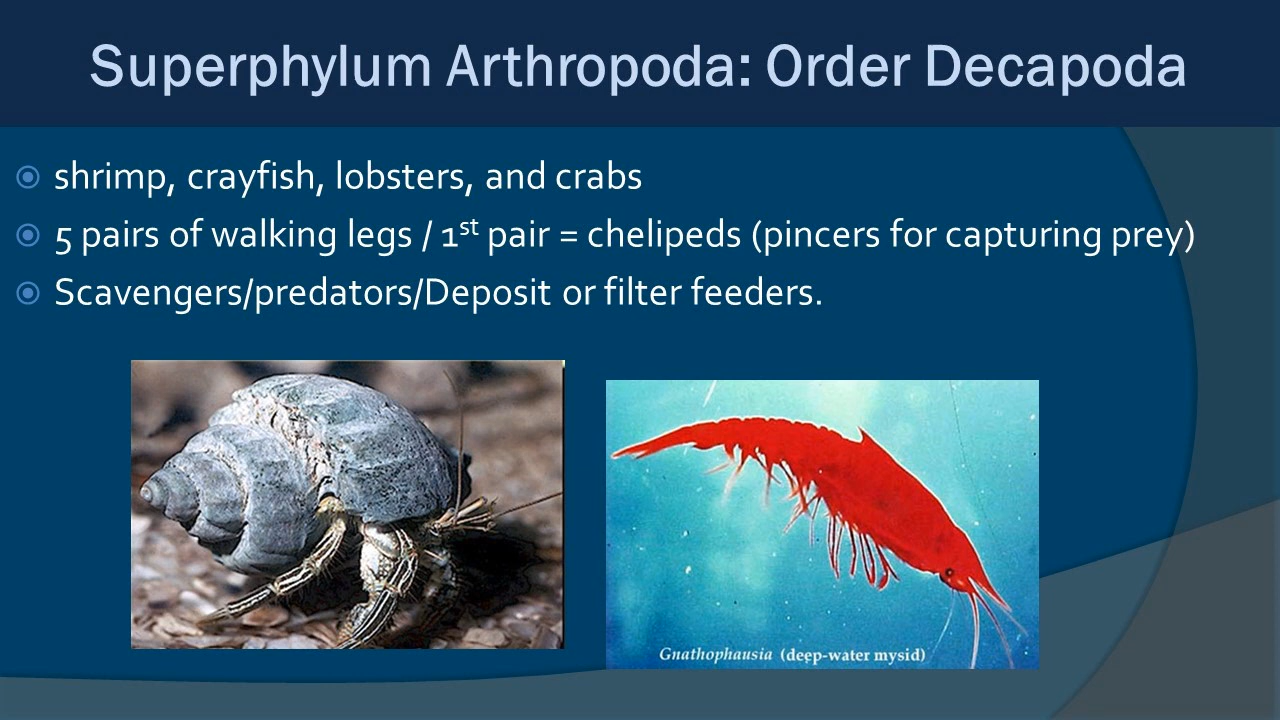 Superphylum Arthropoda: Order Decapoda
shrimp, crayfish, lobsters, and crabs
5 pairs of walking legs / 1st pair = chelipeds (pincers for capturing prey)
Scavengers/predators/Deposit or filter feeders.
Gnathophausia (deep-water mysid)